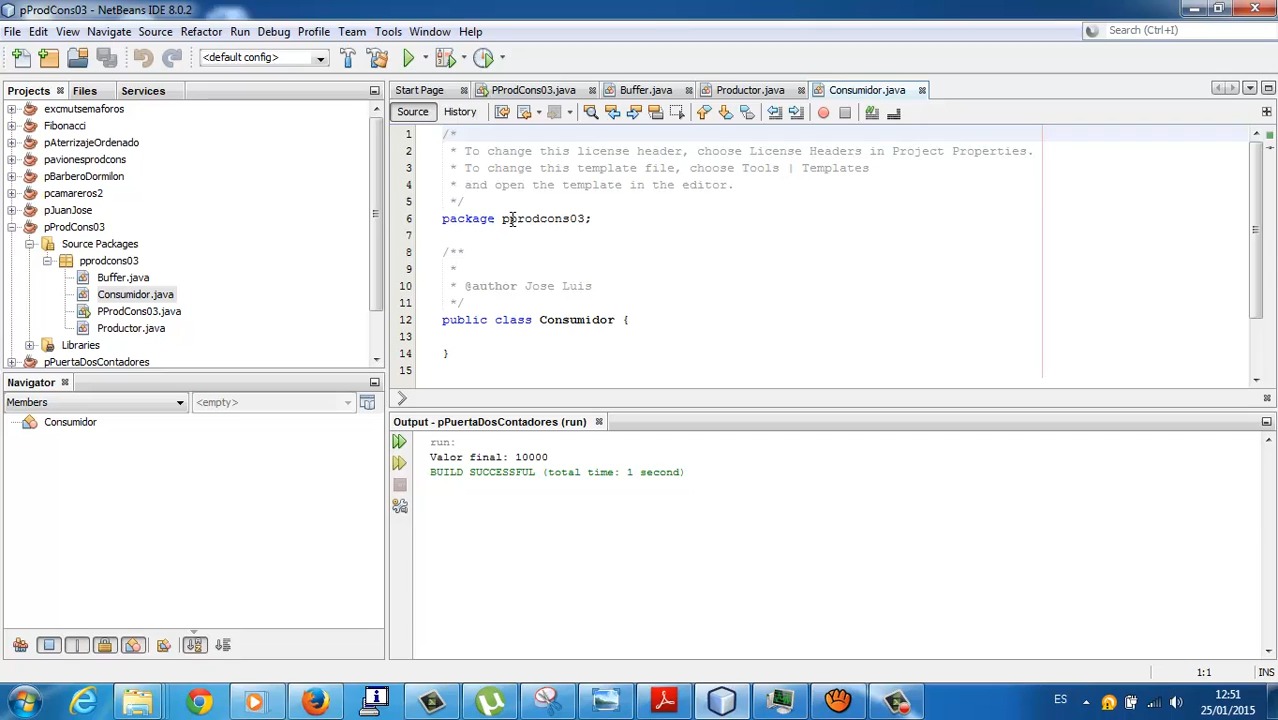 pProdCons03 - NetBeans IDE 8.0.2
File Edit View Navigate Source Refactor Run Debug Profile Team Tools Window Help
Search (Ctrl+I)
<default config>
Projects Files Services
excmutsemaforos
Fibonacci
pAterrizajeOrdenado
pavionesprodcons
pBarberoDormilon
pcamareros2
pJuanJose
pProdCons03
Source Packages
pprodcons03
Buffer.java
Consumidor.java
PProdCons03.java
Productor.java
Libraries
pPuertaDosContadores
Navigator
Members
<empty>
Consumidor
Start Page PProdCons03.java Buffer.java Productor.java Consumidor.java
Source History
1 /*
2 * To change this license header, choose License Headers in Project Properties.
3 * To change this template file, choose Tools | Templates
4 * and open the template in the editor.
5 */
6 package pprodcons03;
7
8 /**
9 *
10 * @author Jose Luis
11 */
12 public class Consumidor {
13
14 }
15
Output - pPuertaDosContadores (run)
run:
Valor final: 10000
BUILD SUCCESSFUL (total time: 1 second)
1:1 INS
ES
12:51
25/01/2015